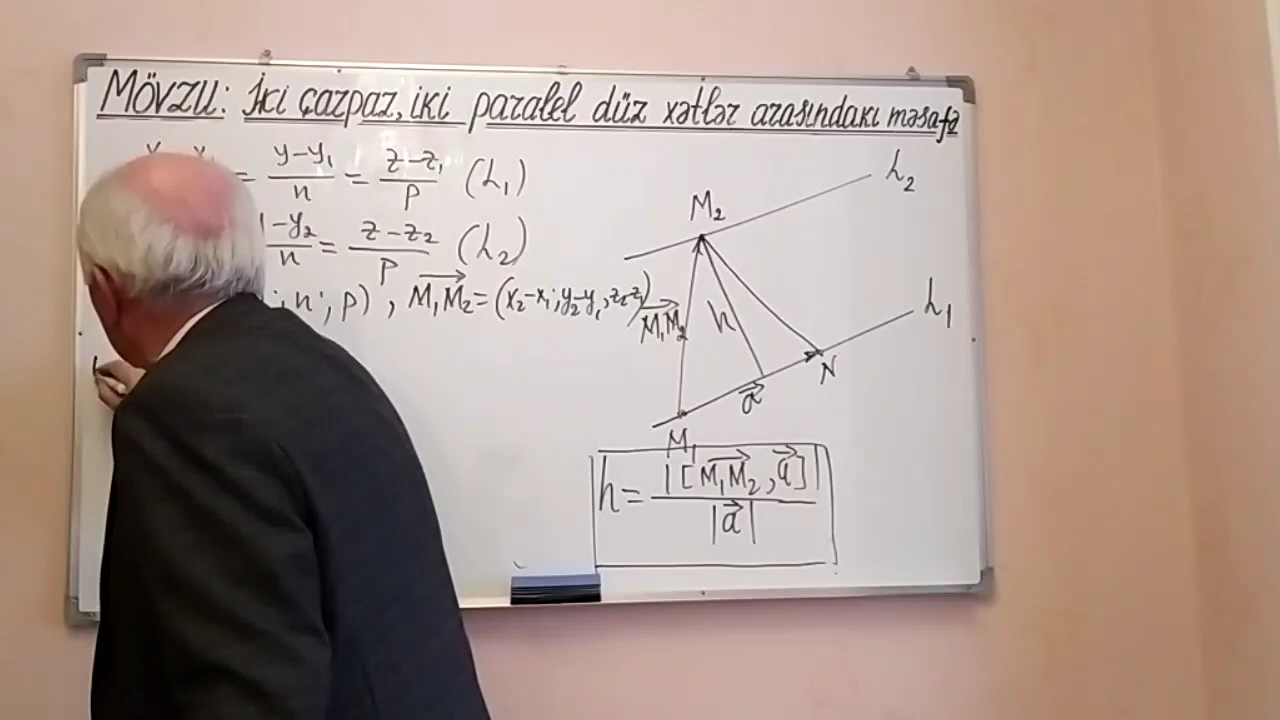 MÖVZU: İki çarpaz, iki paralel düz xətlər arasındakı məsafə
= y-y₁/n = z-z₁/p (L₁)
-y₂/n = z-z₂/p (L₂)
; n ; p) , M₁M₂ = (x₂-x₁; y₂-y₁, z₂-z₁)
L₂
M₂
L₁
M₁M₂
h
N
a
M₁
h = |[M₁M₂, a]|/|a|